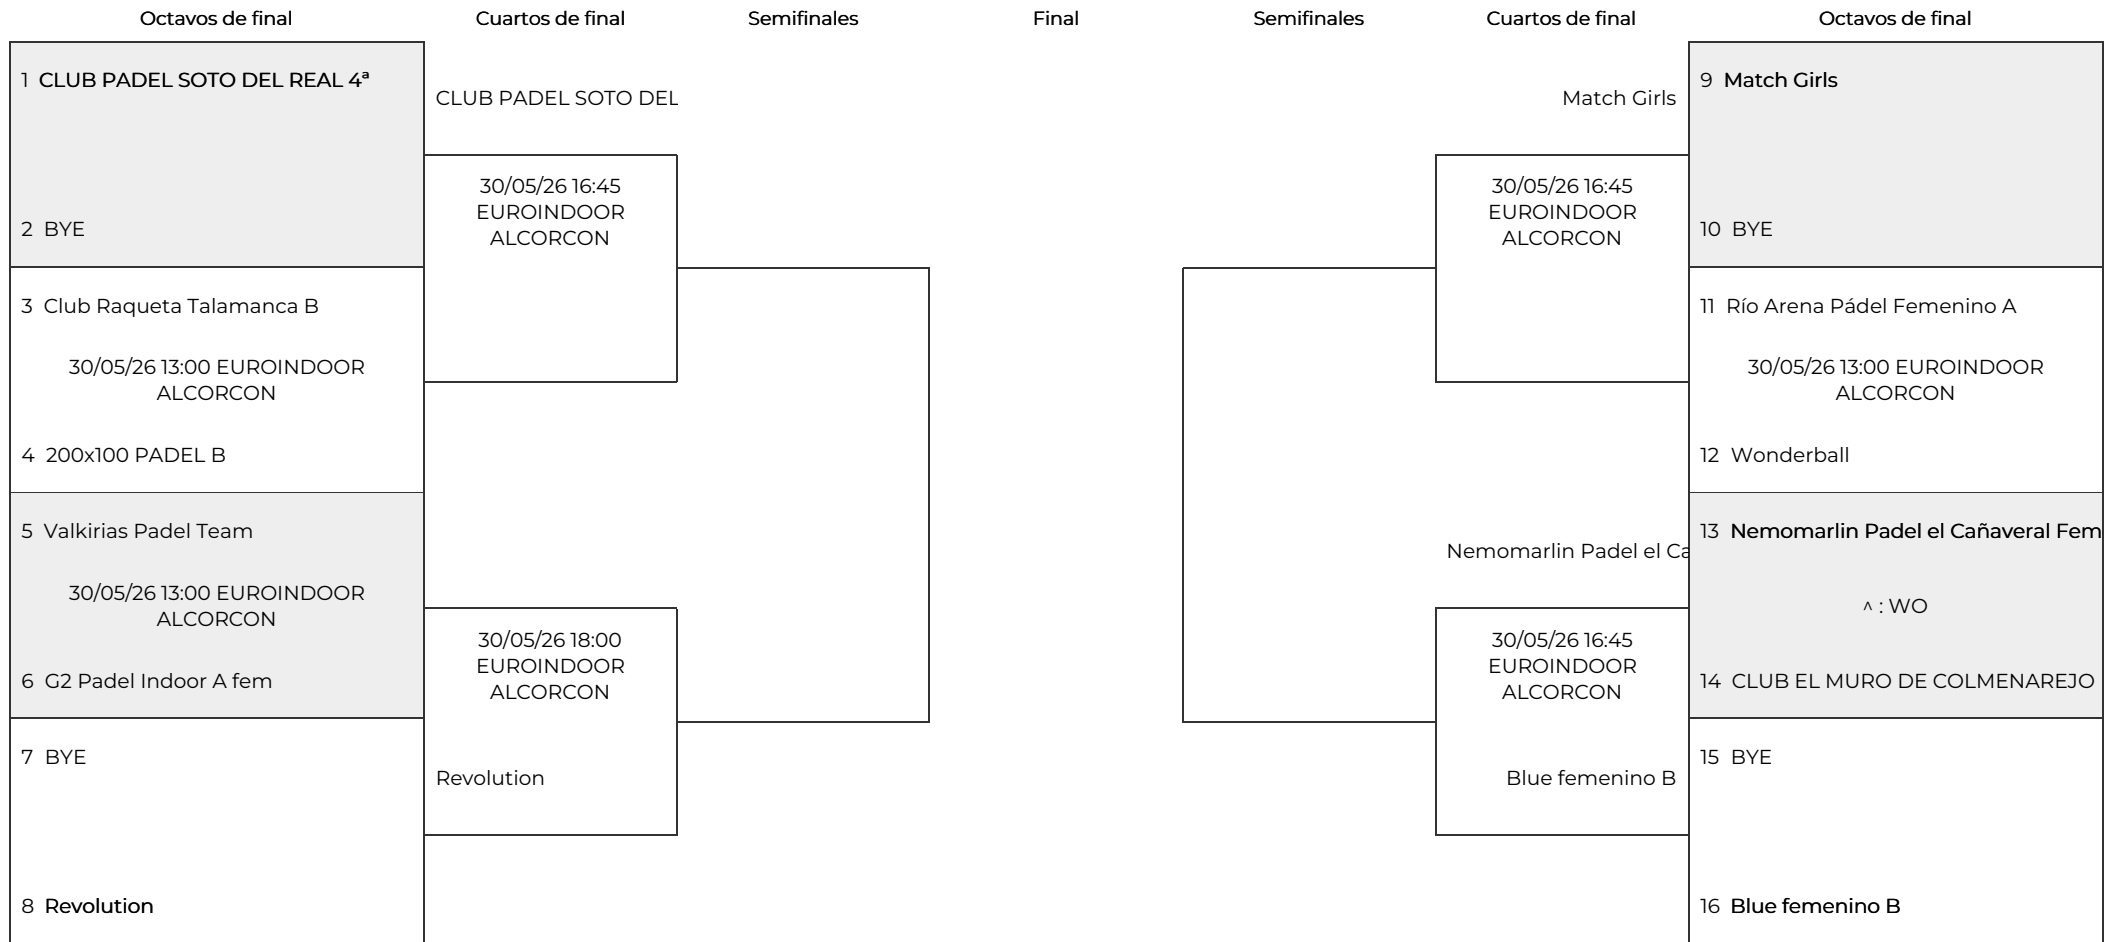 Octavos de final
Cuartos de final
Semifinales
Final
Semifinales
Cuartos de final
Octavos de final
1 CLUB PADEL SOTO DEL REAL 4ª
2 BYE
3 Club Raqueta Talamanca B
30/05/26 13:00 EUROINDOOR
ALCORCON
4 200x100 PADEL B
5 Valkirias Padel Team
30/05/26 13:00 EUROINDOOR
ALCORCON
6 G2 Padel Indoor A fem
7 BYE
8 Revolution
CLUB PADEL SOTO DEL
30/05/26 16:45
EUROINDOOR
ALCORCON
30/05/26 18:00
EUROINDOOR
ALCORCON
Revolution
Match Girls
30/05/26 16:45
EUROINDOOR
ALCORCON
Nemomarlin Padel el Ca
30/05/26 16:45
EUROINDOOR
ALCORCON
Blue femenino B
9 Match Girls
10 BYE
11 Río Arena Pádel Femenino A
30/05/26 13:00 EUROINDOOR
ALCORCON
12 Wonderball
13 Nemomarlin Padel el Cañaveral Fem
^ : WO
14 CLUB EL MURO DE COLMENAREJO
15 BYE
16 Blue femenino B